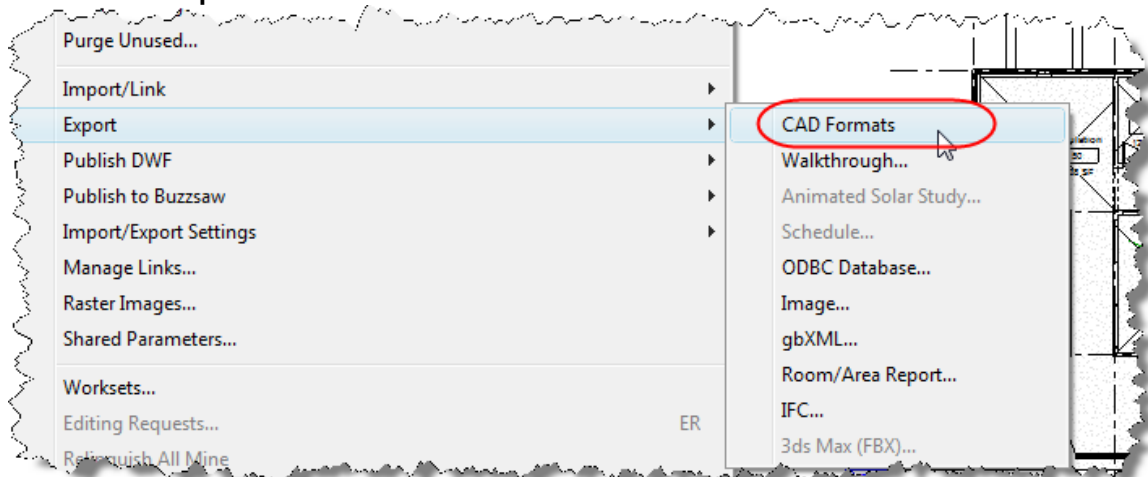 Purge Unused...
Import/Link
Export
Publish DWF
Publish to Buzzsaw
Import/Export Settings
Manage Links...
Raster Images...
Shared Parameters...
Worksets...
Editing Requests... ER
Relinquish All Mine
CAD Formats
Walkthrough...
Animated Solar Study...
Schedule...
ODBC Database...
Image...
gbXML...
Room/Area Report...
IFC...
3ds Max (FBX)...